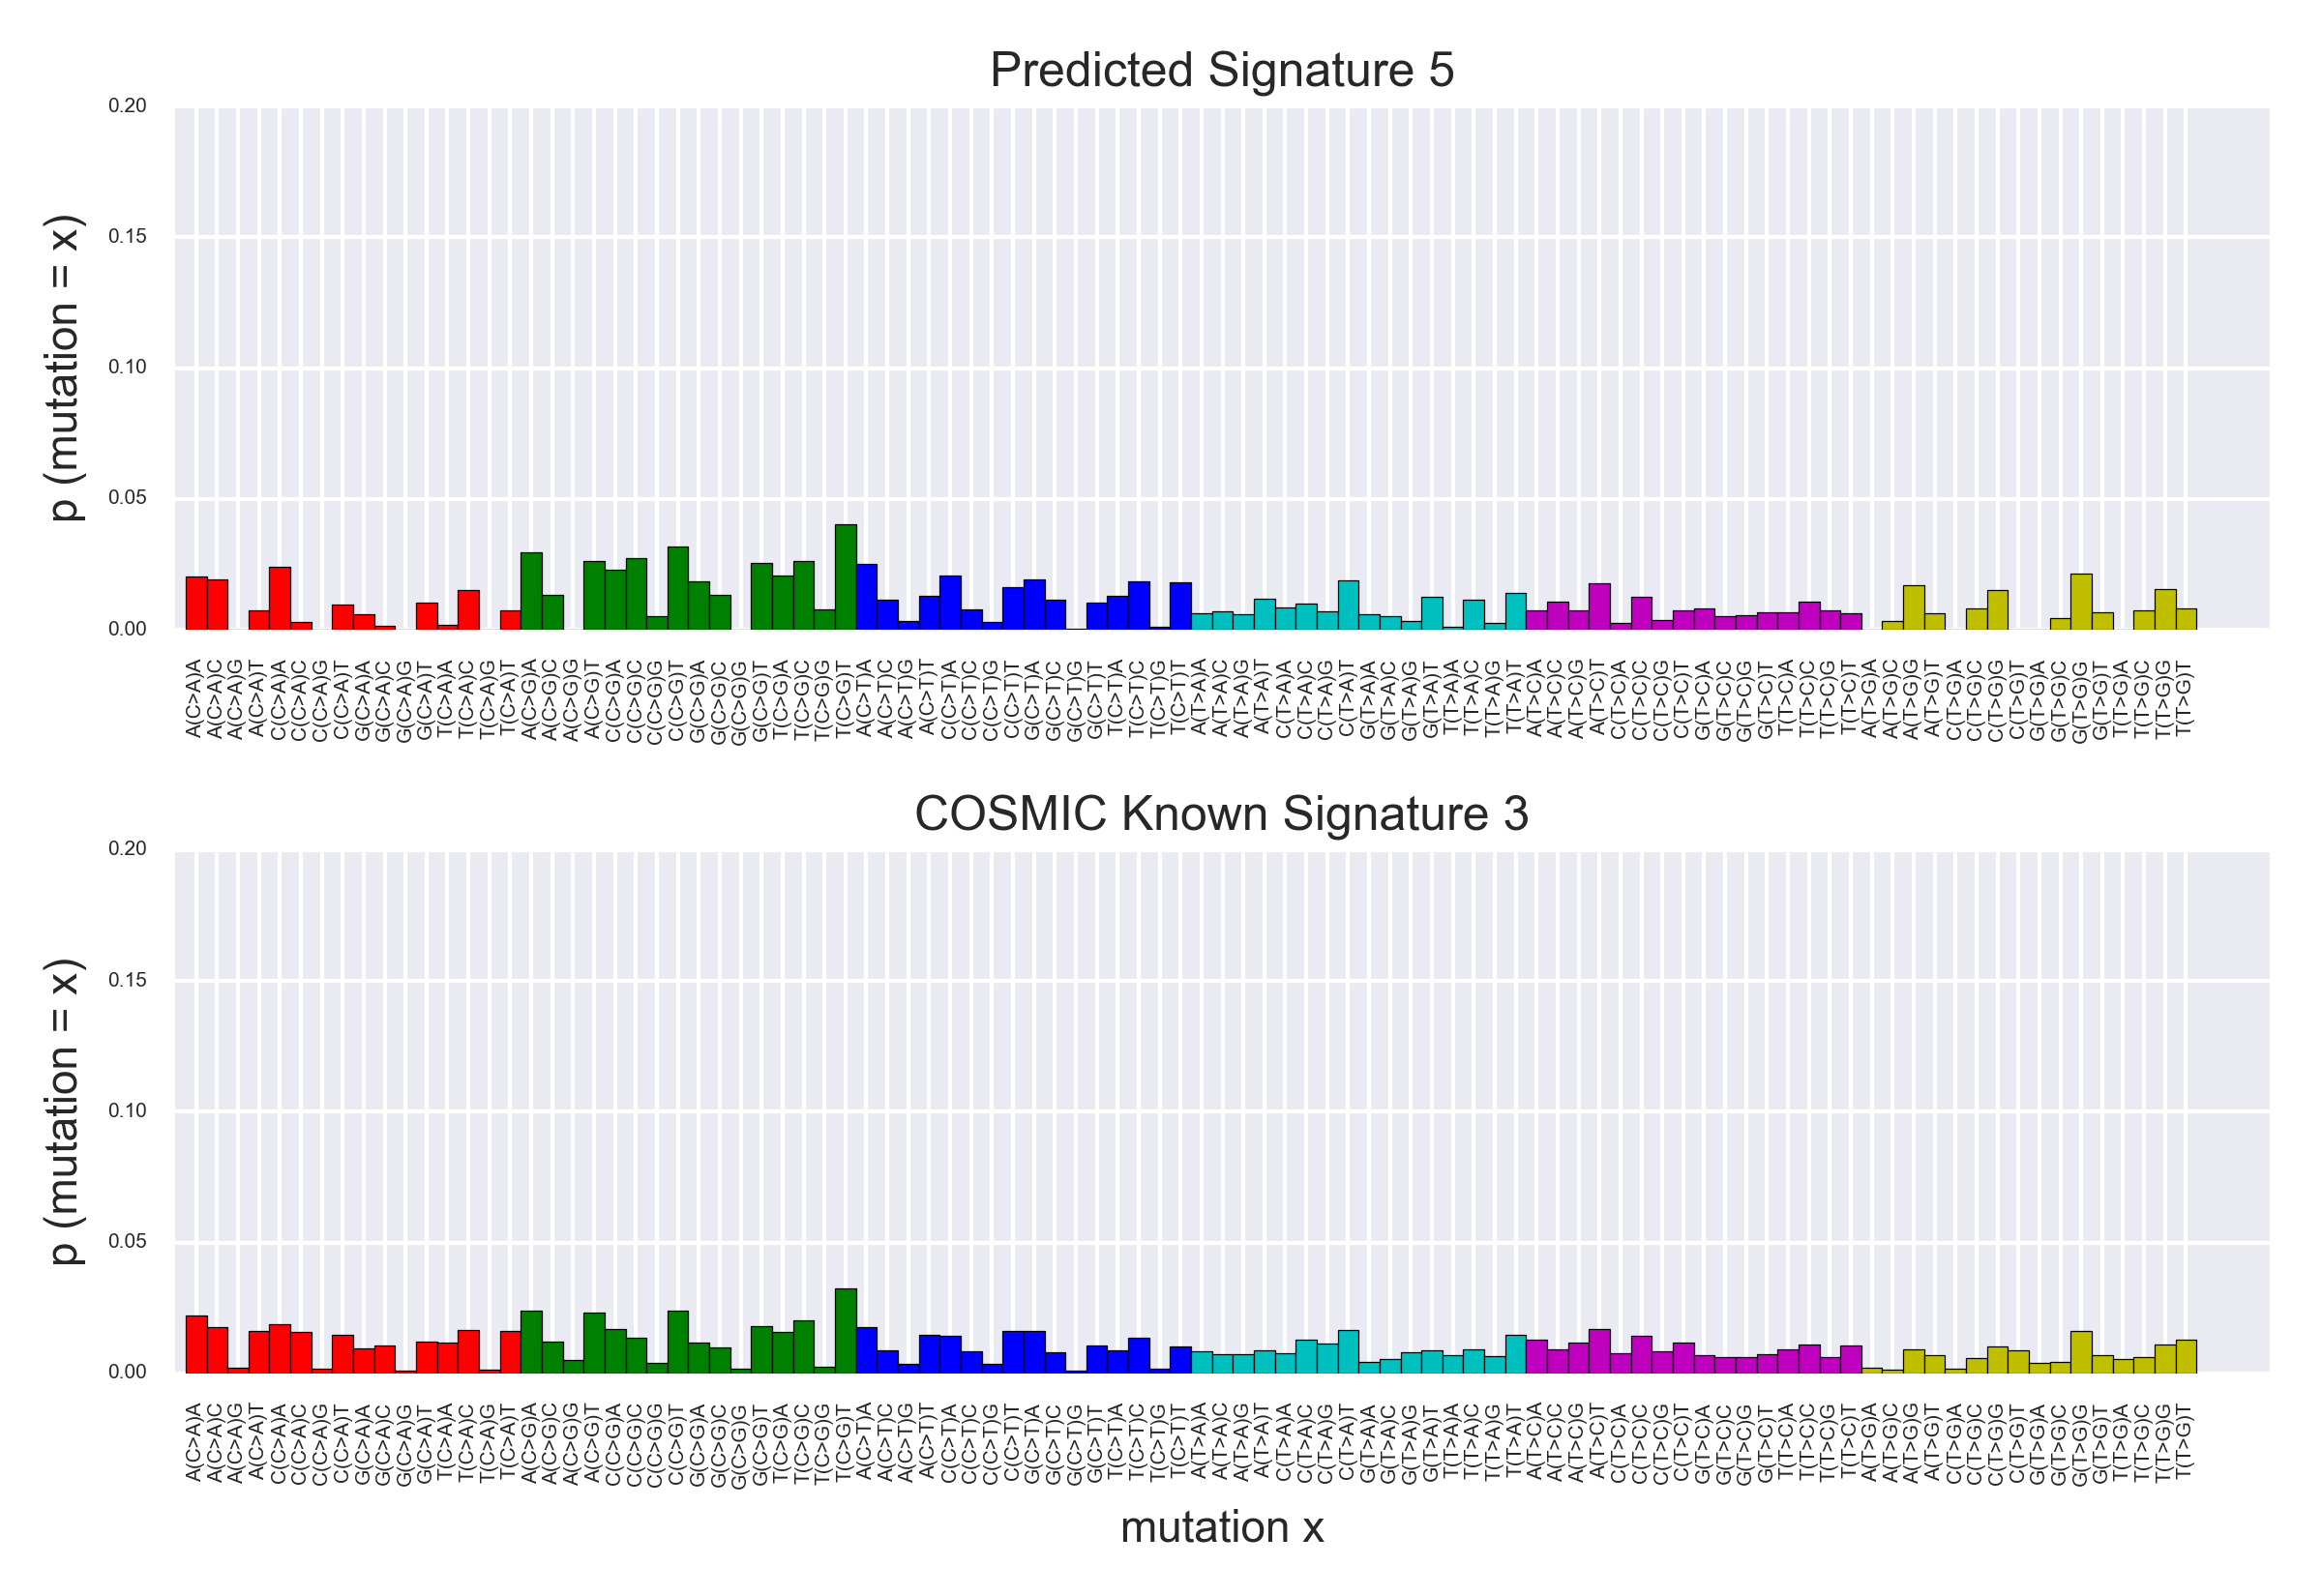 Predicted Signature 5
0.20
0.15
0.10
0.05
0.00
p (mutation = x)
A(C>A)A A(C>A)C A(C>A)G A(C>A)T C(C>A)A C(C>A)C C(C>A)G C(C>A)T G(C>A)A G(C>A)C G(C>A)G G(C>A)T T(C>A)A T(C>A)C T(C>A)G T(C>A)T A(C>G)A A(C>G)C A(C>G)G A(C>G)T C(C>G)A C(C>G)C C(C>G)G C(C>G)T G(C>G)A G(C>G)C G(C>G)G G(C>G)T T(C>G)A T(C>G)C T(C>G)G T(C>G)T A(C>T)A A(C>T)C A(C>T)G A(C>T)T C(C>T)A C(C>T)C C(C>T)G C(C>T)T G(C>T)A G(C>T)C G(C>T)G G(C>T)T T(C>T)A T(C>T)C T(C>T)G T(C>T)T A(T>A)A A(T>A)C A(T>A)G A(T>A)T C(T>A)A C(T>A)C C(T>A)G C(T>A)T G(T>A)A G(T>A)C G(T>A)G G(T>A)T T(T>A)A T(T>A)C T(T>A)G T(T>A)T A(T>C)A A(T>C)C A(T>C)G A(T>C)T C(T>C)A C(T>C)C C(T>C)G C(T>C)T G(T>C)A G(T>C)C G(T>C)G G(T>C)T T(T>C)A T(T>C)C T(T>C)G T(T>C)T A(T>G)A A(T>G)C A(T>G)G A(T>G)T C(T>G)A C(T>G)C C(T>G)G C(T>G)T G(T>G)A G(T>G)C G(T>G)G G(T>G)T T(T>G)A T(T>G)C T(T>G)G T(T>G)T
COSMIC Known Signature 3
0.20
0.15
0.10
0.05
0.00
p (mutation = x)
A(C>A)A A(C>A)C A(C>A)G A(C>A)T C(C>A)A C(C>A)C C(C>A)G C(C>A)T G(C>A)A G(C>A)C G(C>A)G G(C>A)T T(C>A)A T(C>A)C T(C>A)G T(C>A)T A(C>G)A A(C>G)C A(C>G)G A(C>G)T C(C>G)A C(C>G)C C(C>G)G C(C>G)T G(C>G)A G(C>G)C G(C>G)G G(C>G)T T(C>G)A T(C>G)C T(C>G)G T(C>G)T A(C>T)A A(C>T)C A(C>T)G A(C>T)T C(C>T)A C(C>T)C C(C>T)G C(C>T)T G(C>T)A G(C>T)C G(C>T)G G(C>T)T T(C>T)A T(C>T)C T(C>T)G T(C>T)T A(T>A)A A(T>A)C A(T>A)G A(T>A)T C(T>A)A C(T>A)C C(T>A)G C(T>A)T G(T>A)A G(T>A)C G(T>A)G G(T>A)T T(T>A)A T(T>A)C T(T>A)G T(T>A)T A(T>C)A A(T>C)C A(T>C)G A(T>C)T C(T>C)A C(T>C)C C(T>C)G C(T>C)T G(T>C)A G(T>C)C G(T>C)G G(T>C)T T(T>C)A T(T>C)C T(T>C)G T(T>C)T A(T>G)A A(T>G)C A(T>G)G A(T>G)T C(T>G)A C(T>G)C C(T>G)G C(T>G)T G(T>G)A G(T>G)C G(T>G)G G(T>G)T T(T>G)A T(T>G)C T(T>G)G T(T>G)T
mutation x